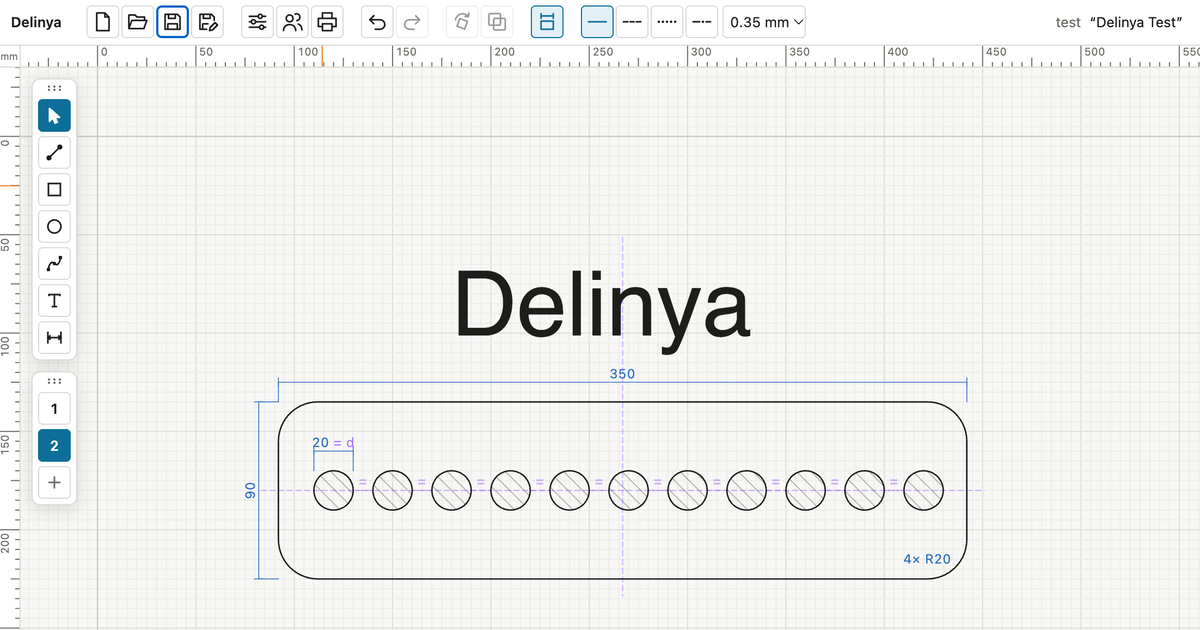 Delinya
0.35 mm
test "Delinya Test"
mm
0 50 100 150 200 250 300 350 400 450 500 550
0
50
100
150
200
T
1
2
+
Delinya
350
20 = d
= = = = = = = = = =
90
4× R20